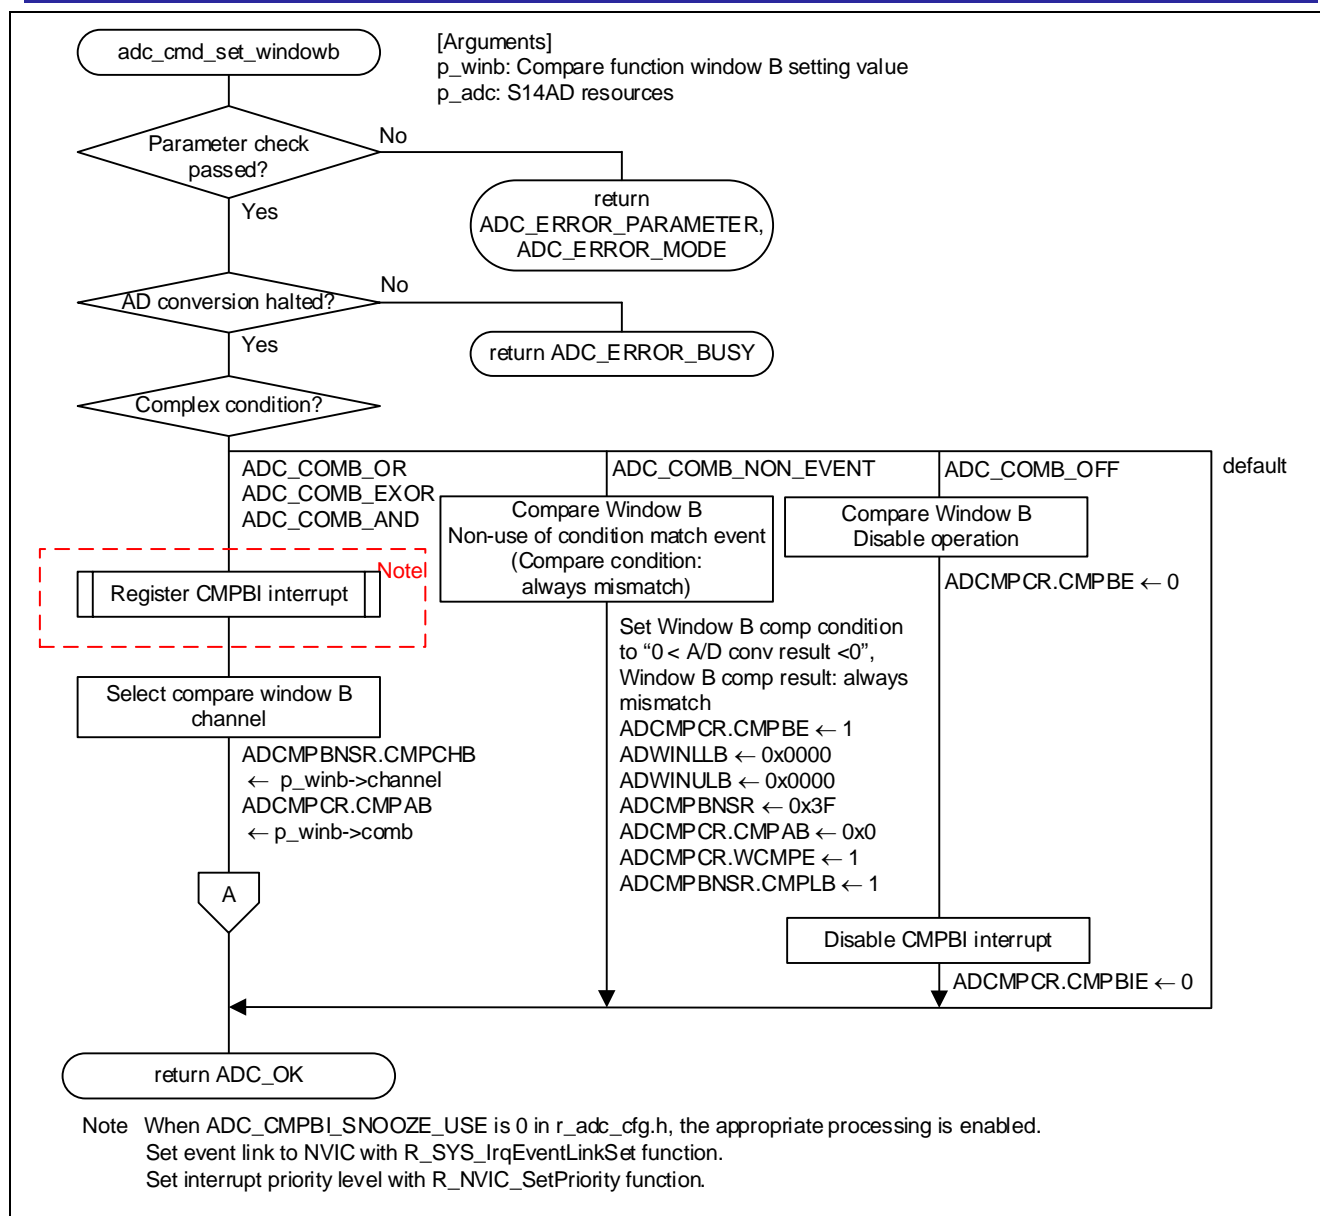 adc_cmd_set_windowb
[Arguments]
p_winb: Compare function window B setting value
p_adc: S14AD resources
Parameter check
passed?
No
Yes
return
ADC_ERROR_PARAMETER,
ADC_ERROR_MODE
AD conversion halted?
No
Yes
return ADC_ERROR_BUSY
Complex condition?
ADC_COMB_OR
ADC_COMB_EXOR
ADC_COMB_AND
ADC_COMB_NON_EVENT
ADC_COMB_OFF
default
Note
Register CMPBI interrupt
Select compare window B
channel
ADCMPBNSR.CMPCHB
← p_winb->channel
ADCMPCR.CMPAB
← p_winb->comb
A
Compare Window B
Non-use of condition match event
(Compare condition:
always mismatch)
Set Window B comp condition
to “0 < A/D conv result <0”,
Window B comp result: always
mismatch
ADCMPCR.CMPBE ← 1
ADWINLLB ← 0x0000
ADWINULB ← 0x0000
ADCMPBNSR ← 0x3F
ADCMPCR.CMPAB ← 0x0
ADCMPCR.WCMPE ← 1
ADCMPBNSR.CMPLB ← 1
Compare Window B
Disable operation
ADCMPCR.CMPBE ← 0
Disable CMPBI interrupt
ADCMPCR.CMPBIE ← 0
return ADC_OK
Note When ADC_CMPBI_SNOOZE_USE is 0 in r_adc_cfg.h, the appropriate processing is enabled.
Set event link to NVIC with R_SYS_IrqEventLinkSet function.
Set interrupt priority level with R_NVIC_SetPriority function.